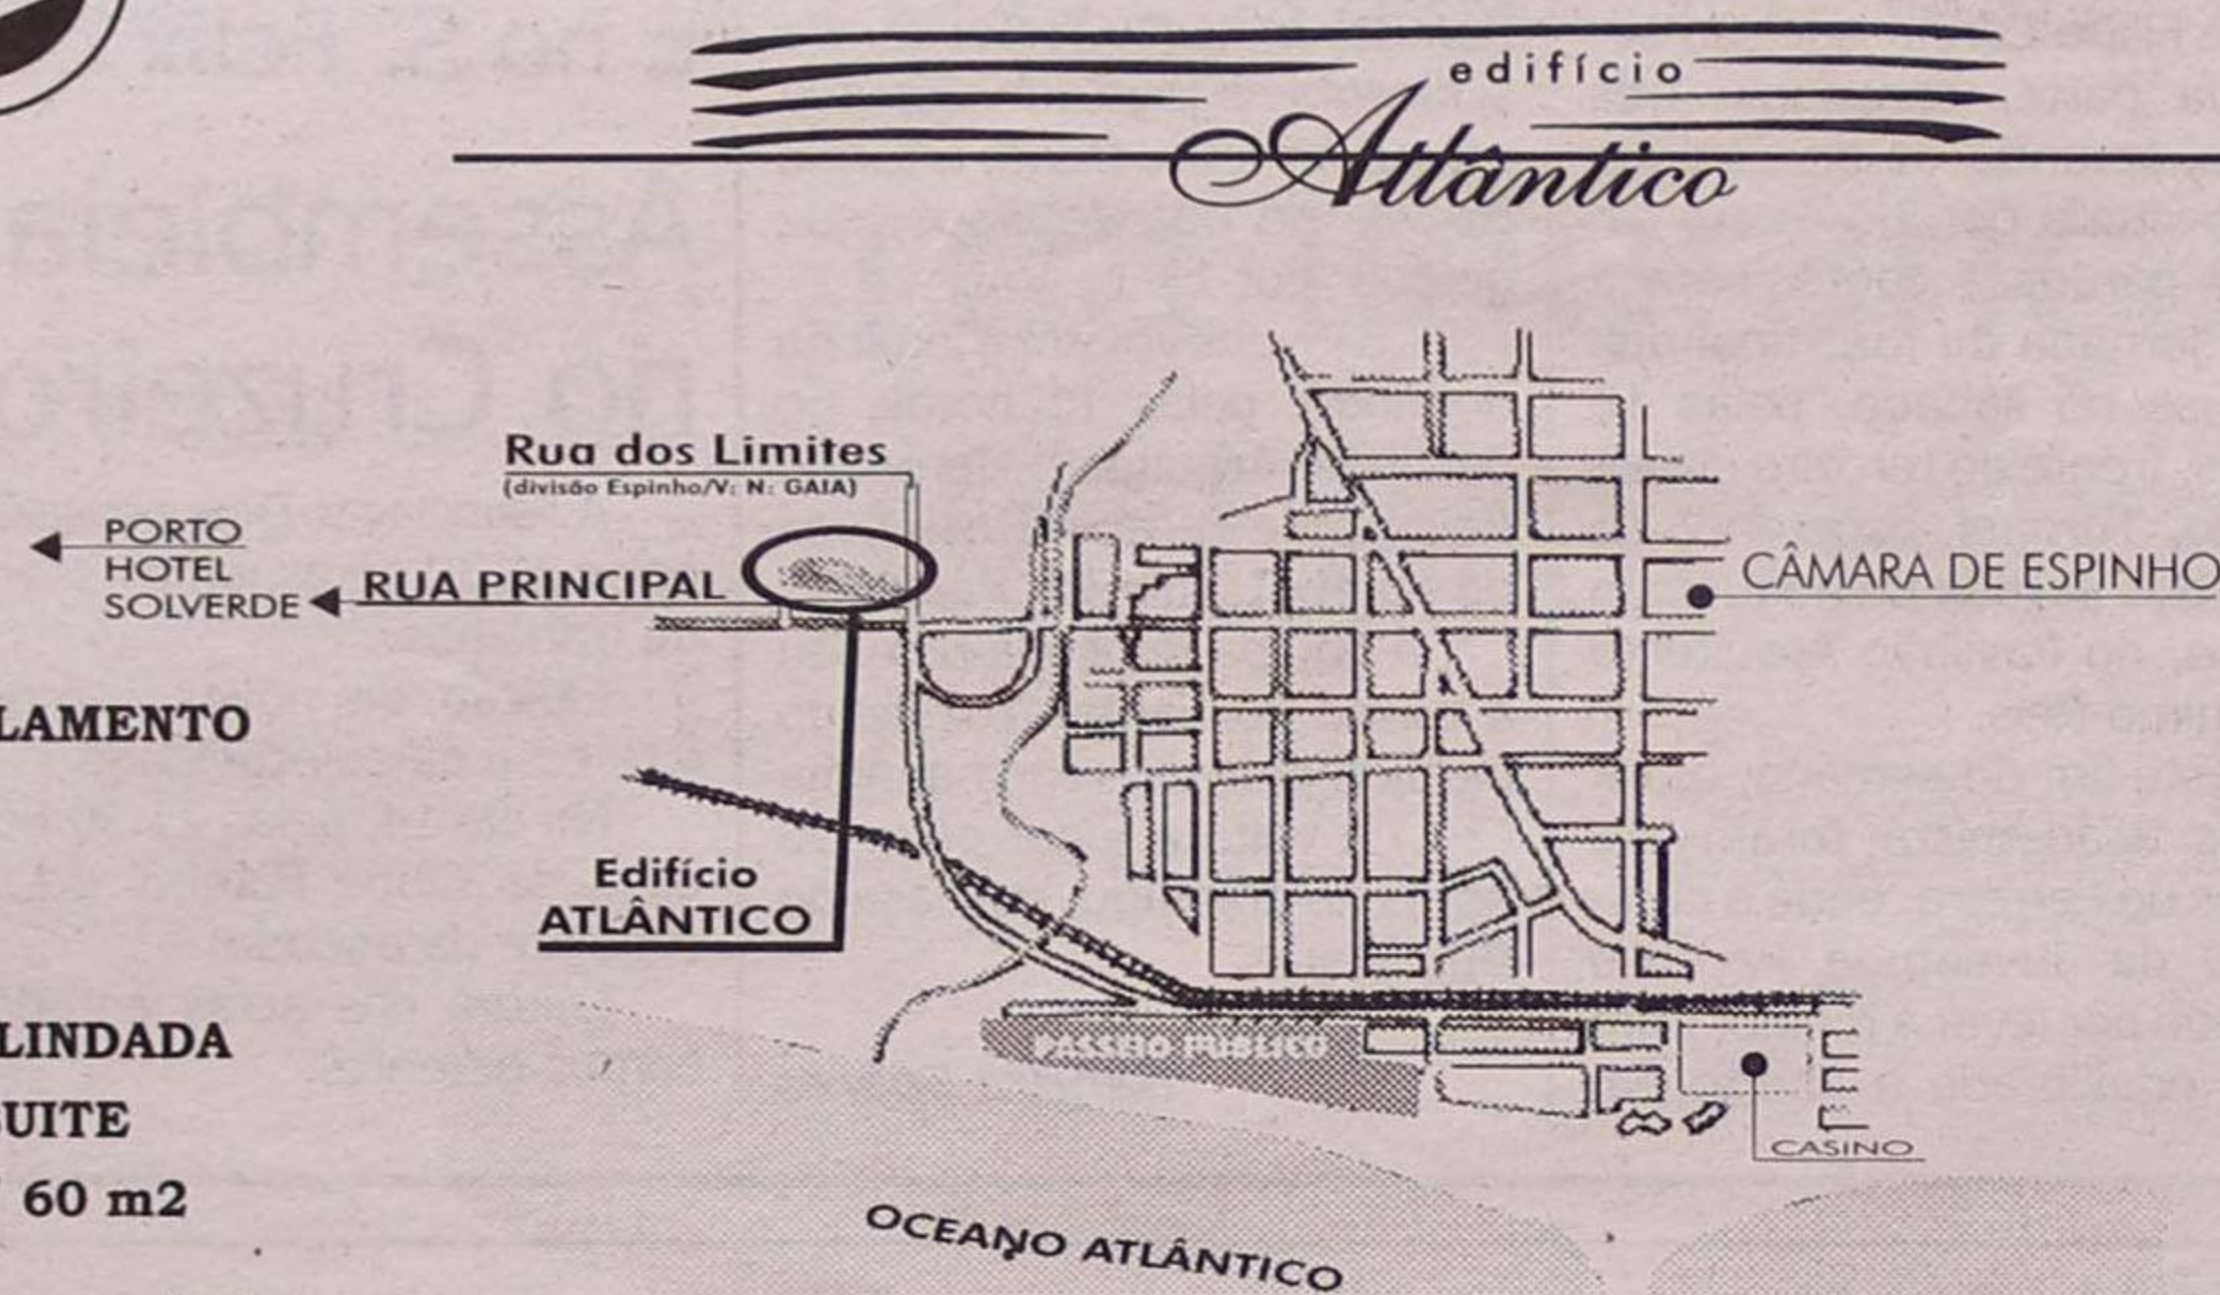 edifício
Atlântico
Rua dos Limites
(divisão Espinho/V: N: GAIA)
PORTO
HOTEL
SOLVERDE
RUA PRINCIPAL
CÂMARA DE ESPINHO
LAMENTO
Edifício
ATLÂNTICO
LINDADA
UITE
60 m2
PASSEIO PUBLICO
CASINO
OCEANO ATLÂNTICO